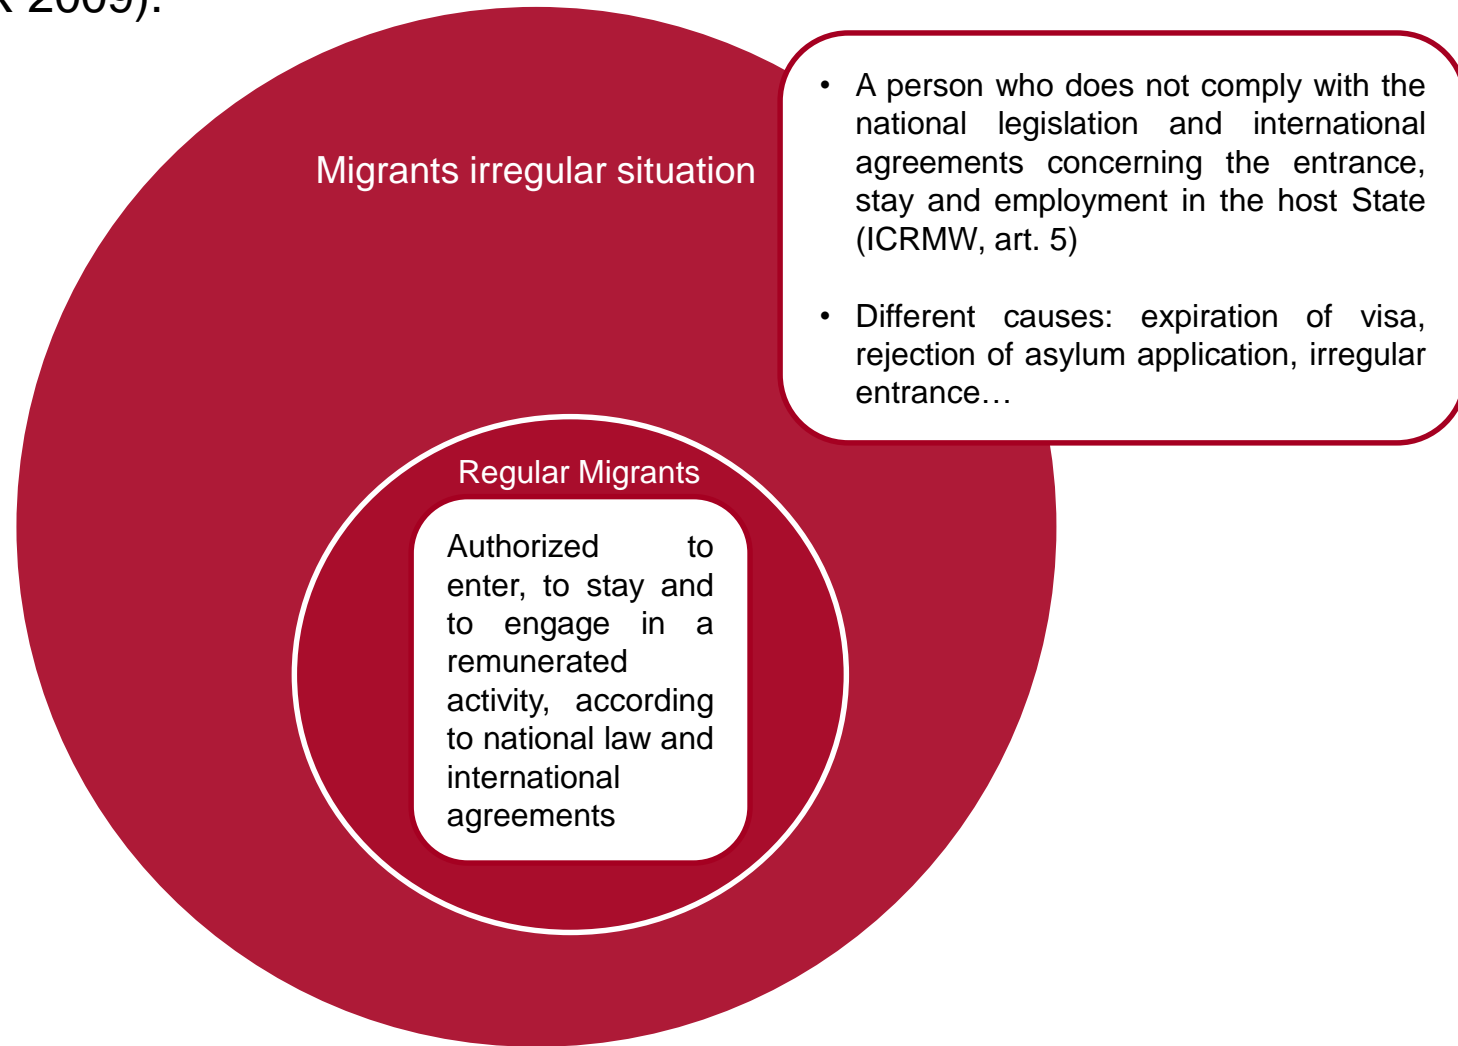 2009).
Migrants irregular situation
• A person who does not comply with the
national legislation and international
agreements concerning the entrance,
stay and employment in the host State
(ICRMW, art. 5)
• Different causes: expiration of visa,
rejection of asylum application, irregular
entrance…
Regular Migrants
Authorized to
enter, to stay and
to engage in a
remunerated
activity, according
to national law and
international
agreements